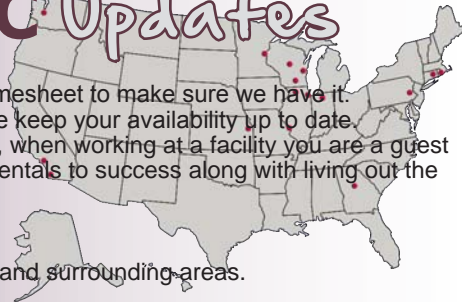 C Updates
mesheet to make sure we have it.
e keep your availability up to date.
, when working at a facility you are a guest
entals to success along with living out the
and surrounding areas.